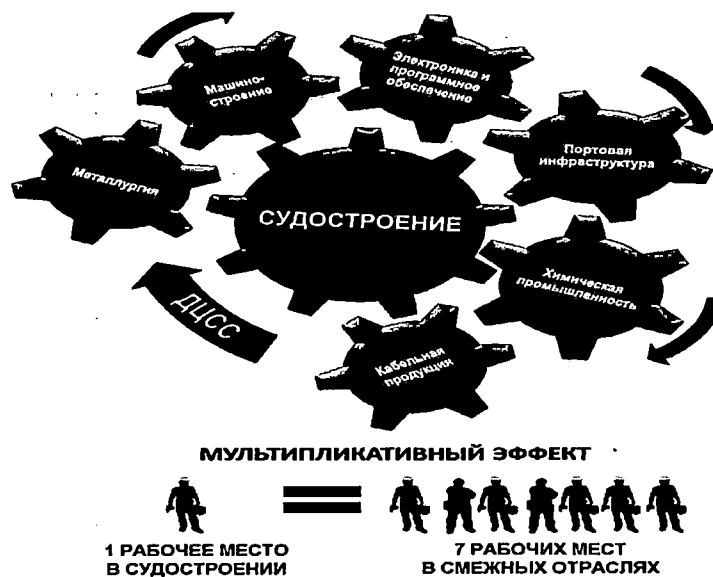 Электроника и
программное
обеспечение
Машино-
строение
Портовая
инфраструктура
Металлургия
СУДОСТРОЕНИЕ
Химическая
промышленность
ДЦСС
Кабельная
продукция
МУЛЬТИПЛИКАТИВНЫЙ ЭФФЕКТ
1 РАБОЧЕЕ МЕСТО
В СУДОСТРОЕНИИ
7 РАБОЧИХ МЕСТ
В СМЕЖНЫХ ОТРАСЛЯХ